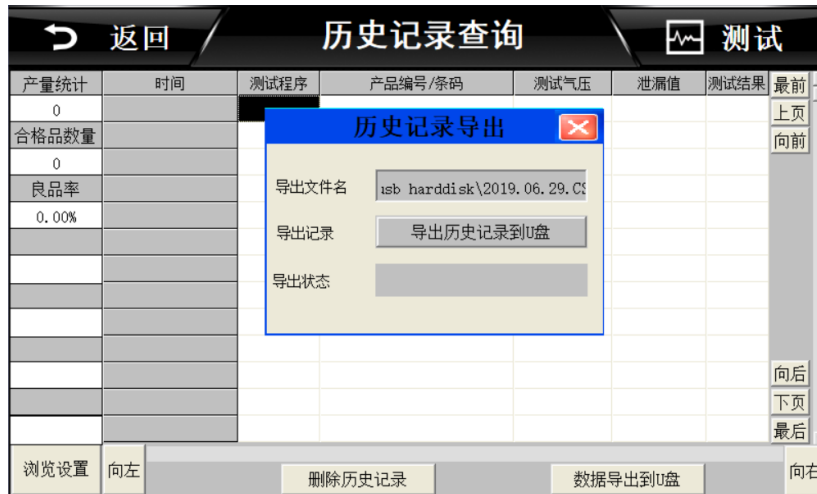 返回
历史记录查询
测试
产量统计 时间 测试程序 产品编号/条码 测试气压 泄漏值 测试结果 最前
0
上页
合格品数量
向前
0
良品率
0.00%
历史记录导出
导出文件名 usb harddisk\2019.06.29.CS
导出记录 导出历史记录到U盘
导出状态
向后
下页
最后
浏览设置 向左 删除历史记录 数据导出到U盘 向右